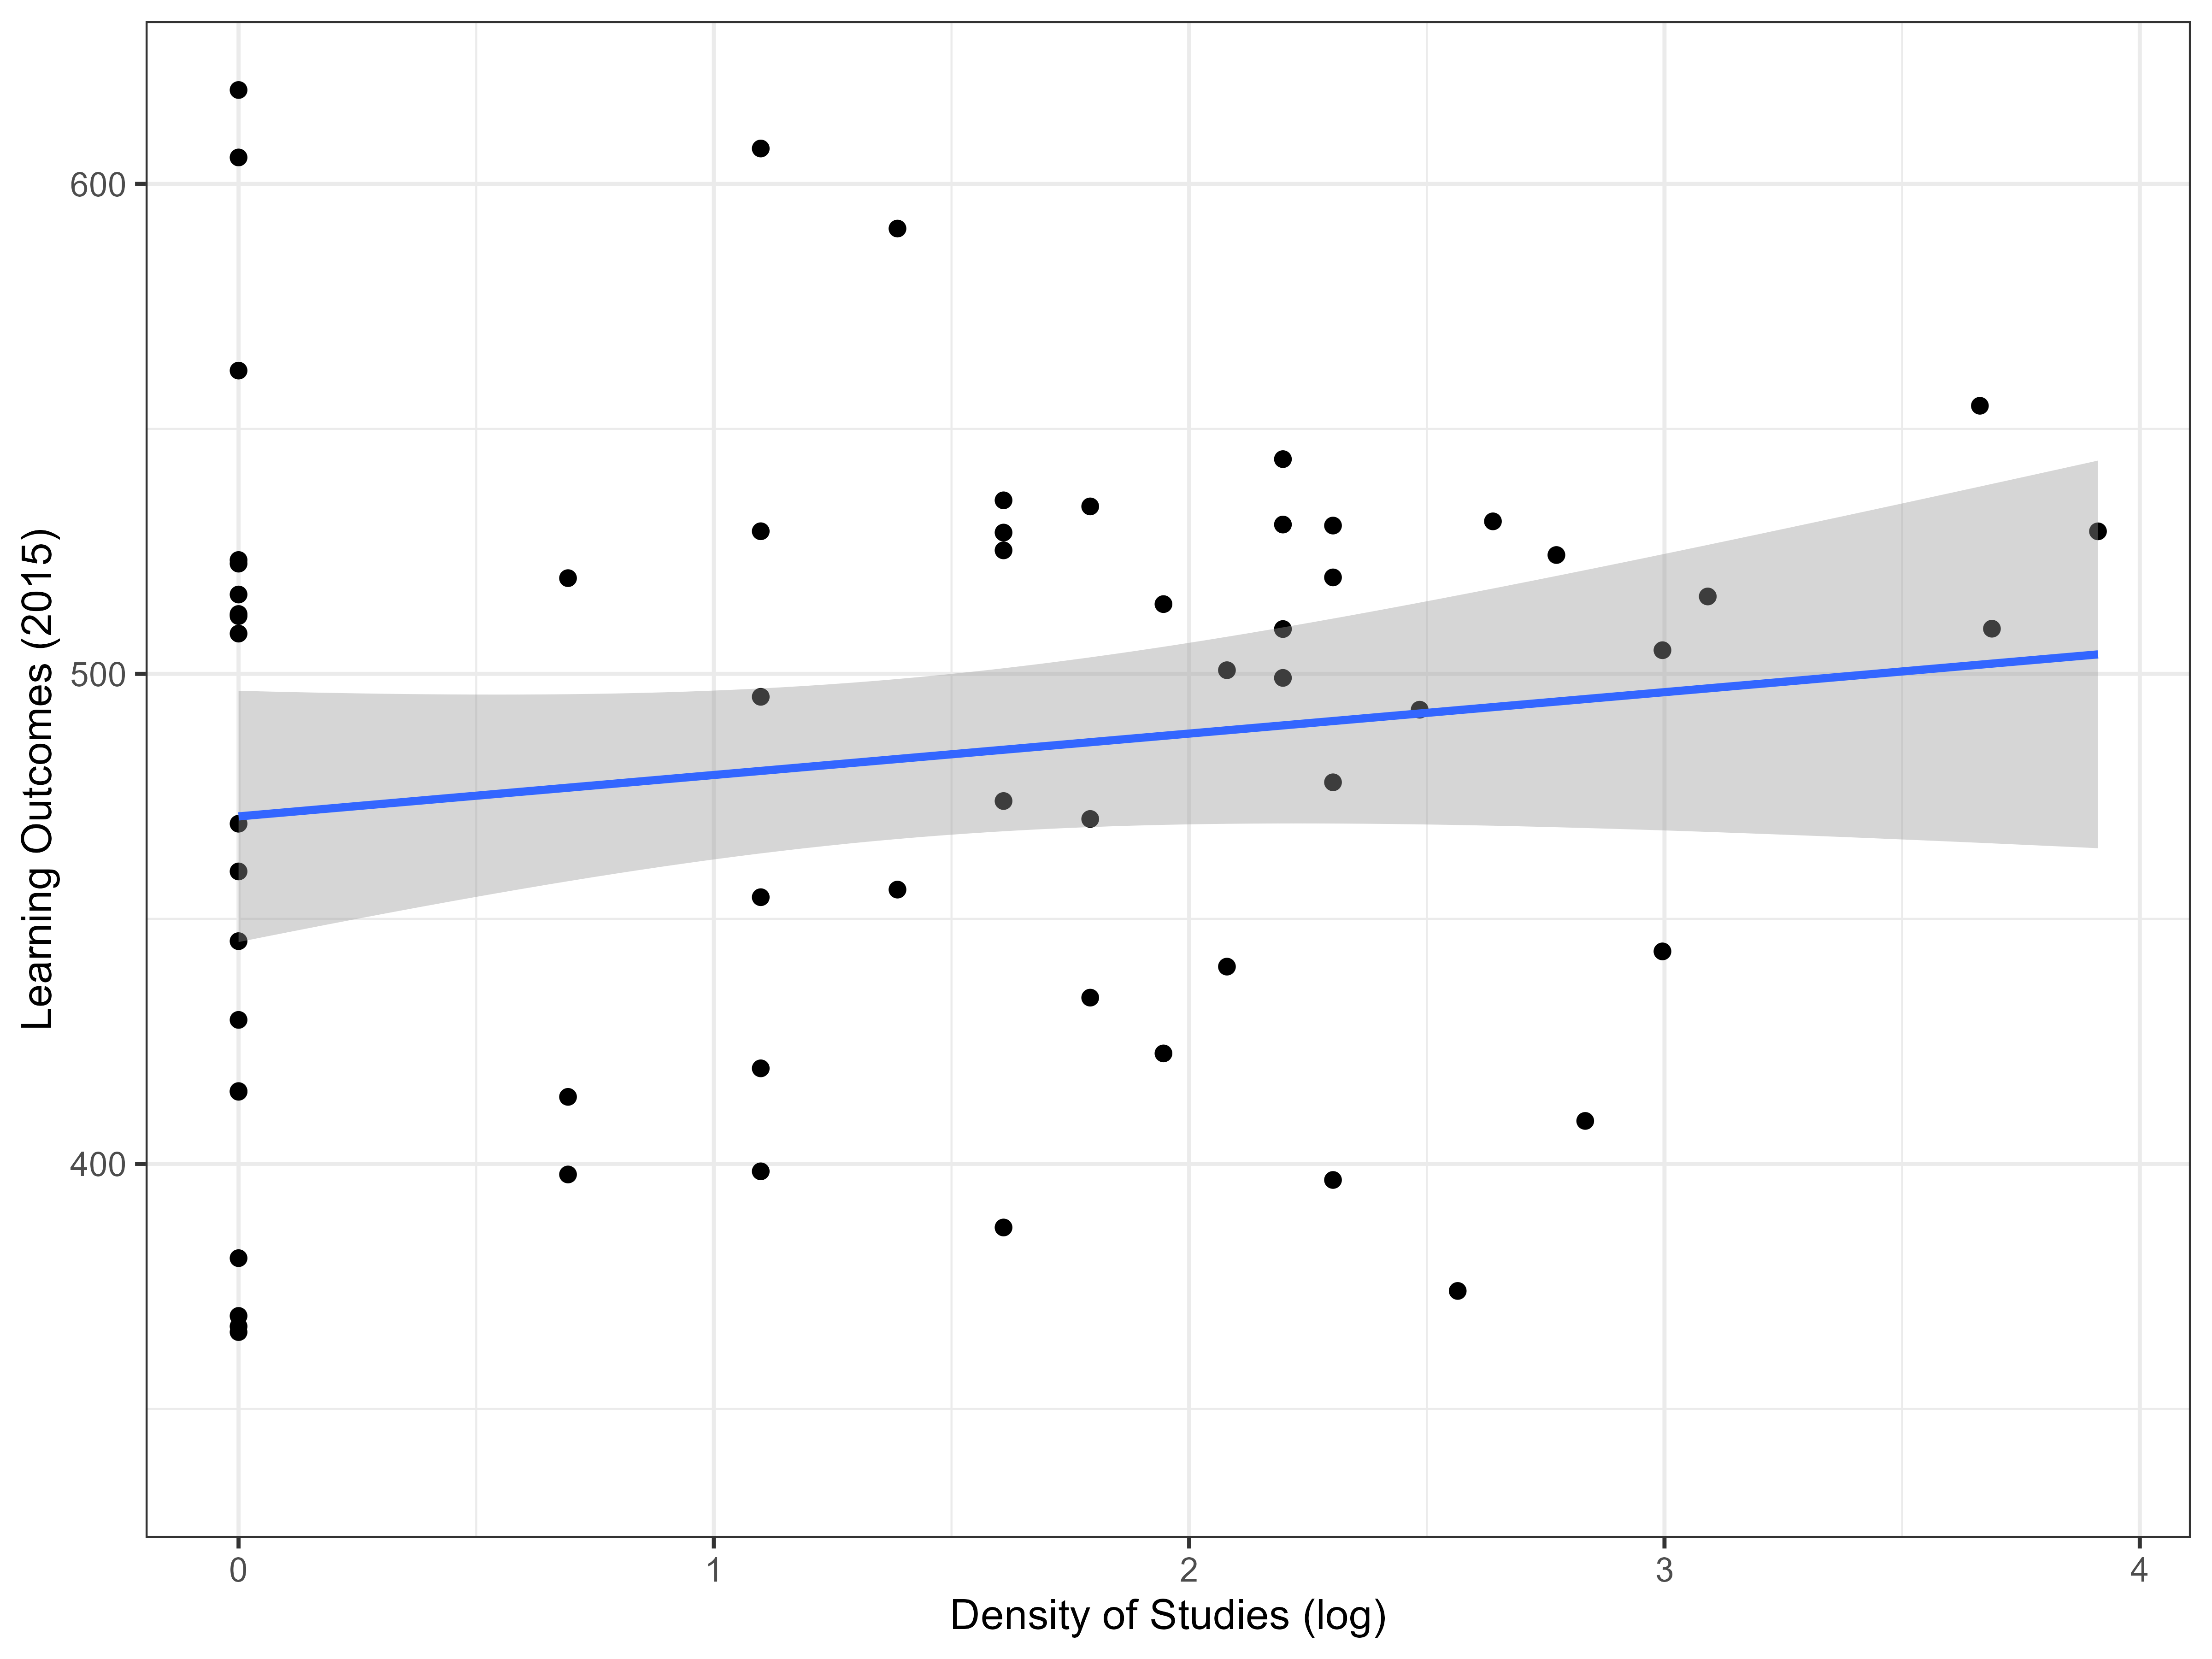 Learning Outcomes (2015)
600
500
400
0 1 2 3 4
Density of Studies (log)